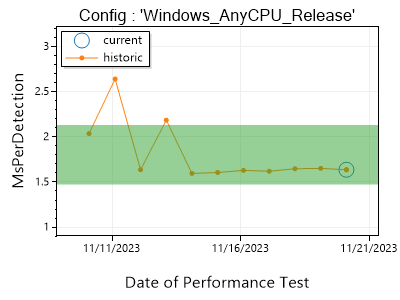 Config : 'Windows_AnyCPU_Release'
current
historic
3
2.5
2
1.5
1
MsPerDetection
11/11/2023
11/16/2023
11/21/2023
Date of Performance Test